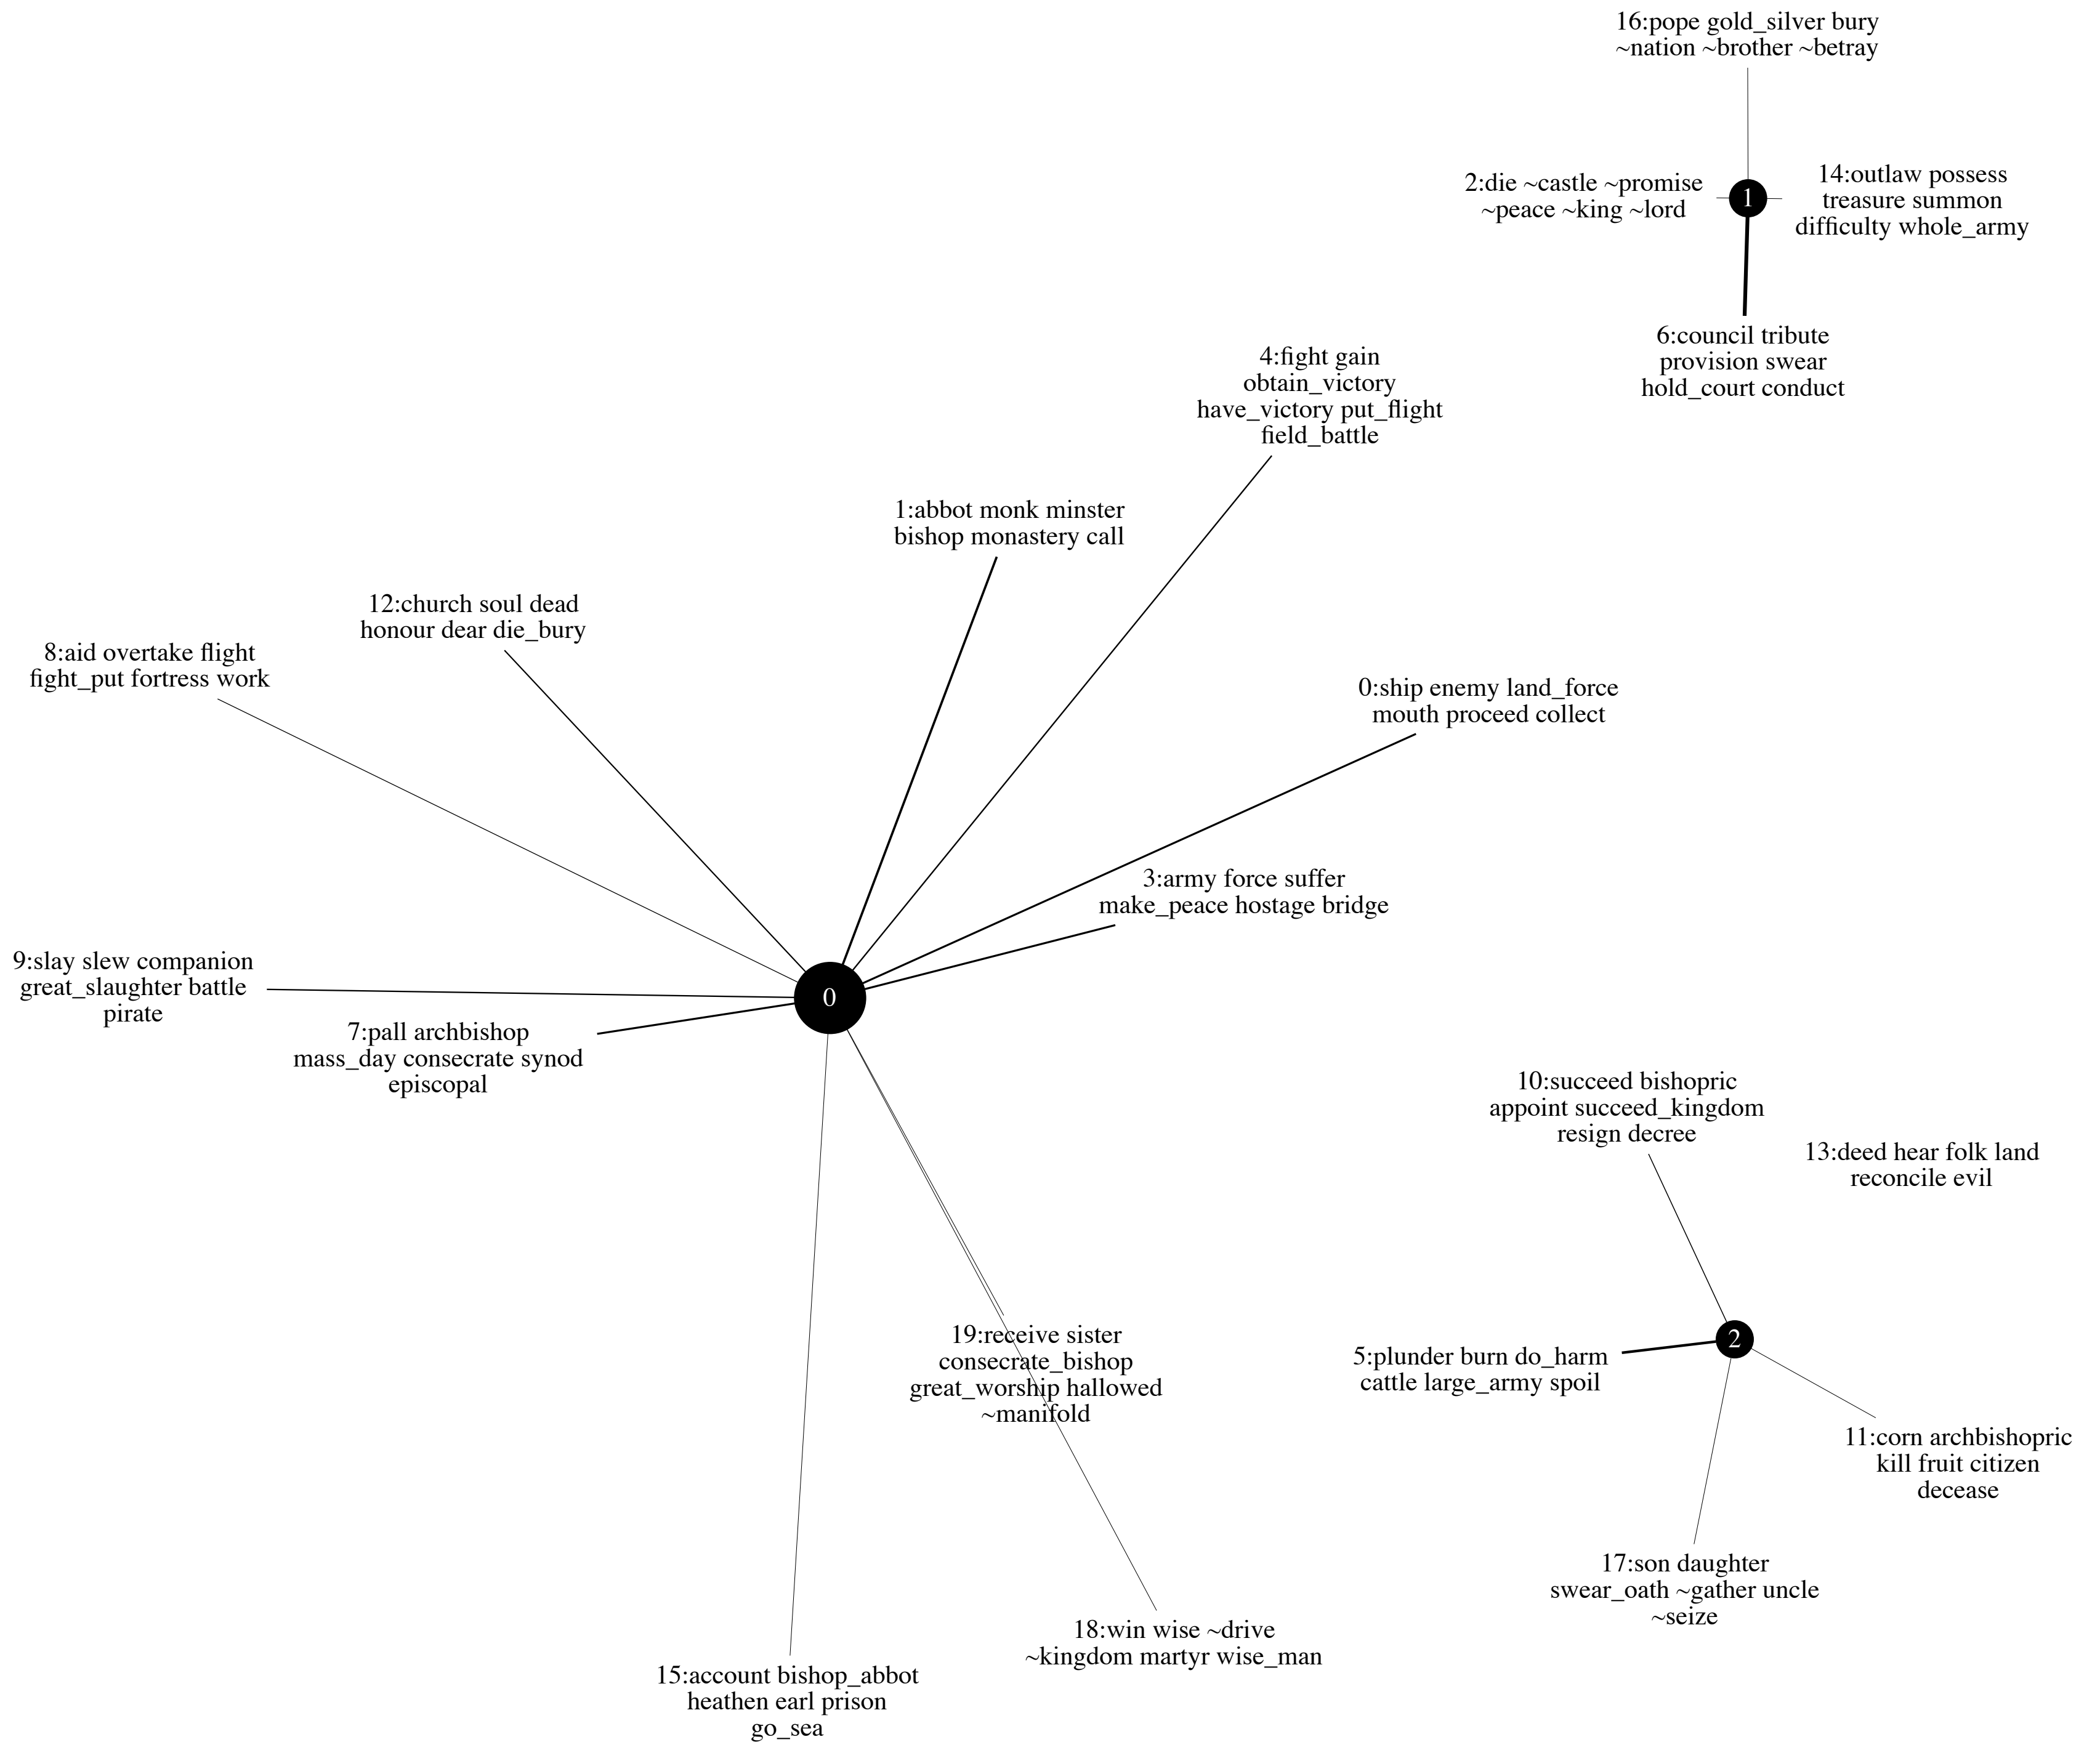 16:pope gold_silver bury
~nation ~brother ~betray
2:die ~castle ~promise
~peace ~king ~lord
1
14:outlaw possess
treasure summon
difficulty whole_army
6:council tribute
provision swear
hold_court conduct
4:fight gain
obtain_victory
have_victory put_flight
field_battle
1:abbot monk minster
bishop monastery call
12:church soul dead
honour dear die_bury
8:aid overtake flight
fight_put fortress work
0:ship enemy land_force
mouth proceed collect
3:army force suffer
make_peace hostage bridge
9:slay slew companion
great_slaughter battle
pirate
0
7:pall archbishop
mass_day consecrate synod
episcopal
10:succeed bishopric
appoint succeed_kingdom
resign decree
13:deed hear folk land
reconcile evil
2
5:plunder burn do_harm
cattle large_army spoil
19:receive sister
consecrate_bishop
great_worship hallowed
~manifold
11:corn archbishopric
kill fruit citizen
decease
17:son daughter
swear_oath ~gather uncle
~seize
18:win wise ~drive
~kingdom martyr wise_man
15:account bishop_abbot
heathen earl prison
go_sea